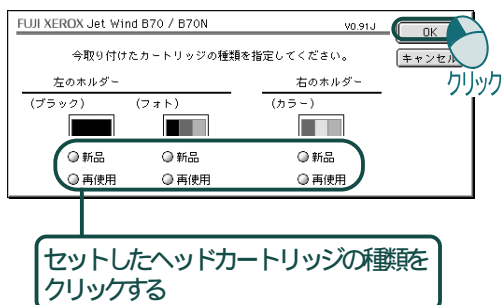 FUJI XEROX Jet Wind B70 / B70N V0.91J
OK
今取り付けたカートリッジの種類を指定してください。
キャンセル
クリック
左のホルダー 右のホルダー
(ブラック) (フォト) (カラー)
新品 新品 新品
再使用 再使用 再使用
セットしたヘッドカートリッジの種類を
クリックする